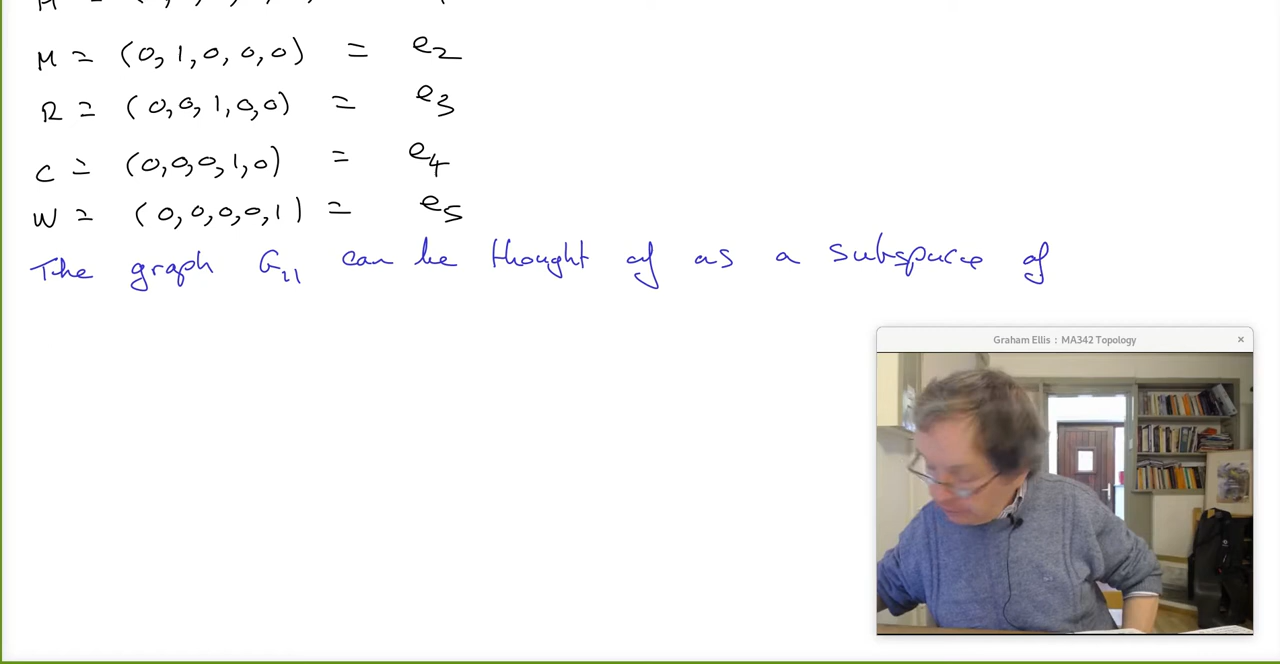 M = (0, 1, 0, 0, 0) = e2
R = (0, 0, 1, 0, 0) = e3
C = (0, 0, 0, 1, 0) = e4
W = (0, 0, 0, 0, 1) = e5
The graph G21 can be thought of as a subspace of
Graham Ellis : MA342 Topology